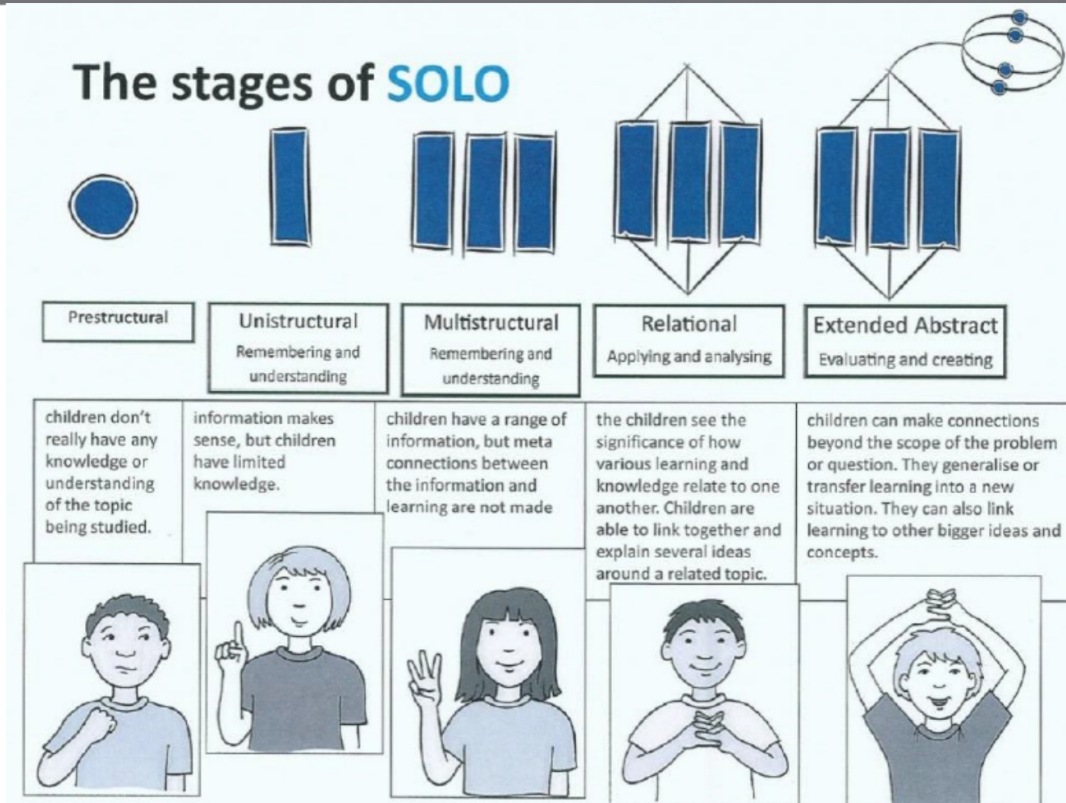 The stages of SOLO
Prestructural
Unistructural
Remembering and
understanding
Multistructural
Remembering and
understanding
Relational
Applying and analysing
Extended Abstract
Evaluating and creating
children don't
really have any
knowledge or
understanding
of the topic
being studied.
information makes
sense, but children
have limited
knowledge.
children have a range of
information, but meta
connections between
the information and
learning are not made
the children see the
significance of how
various learning and
knowledge relate to one
another. Children are
able to link together and
explain several ideas
around a related topic.
children can make connections
beyond the scope of the problem
or question. They generalise or
transfer learning into a new
situation. They can also link
learning to other bigger ideas and
concepts.